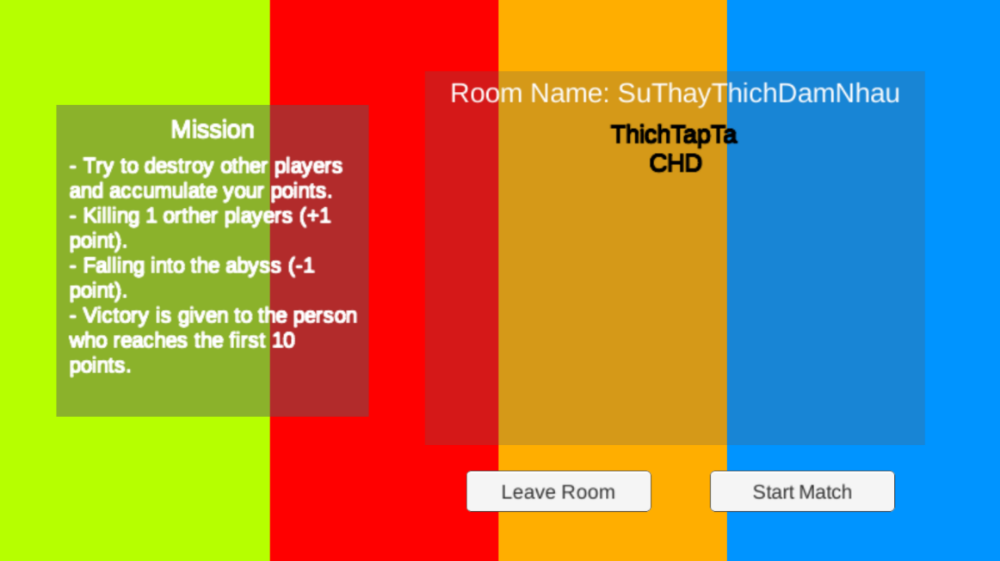 Mission
- Try to destroy other players
and accumulate your points.
- Killing 1 orther players (+1
point).
- Falling into the abyss (-1
point).
- Victory is given to the person
who reaches the first 10
points.
Room Name: SuThayThichDamNhau
ThichTapTa
CHD
Leave Room
Start Match